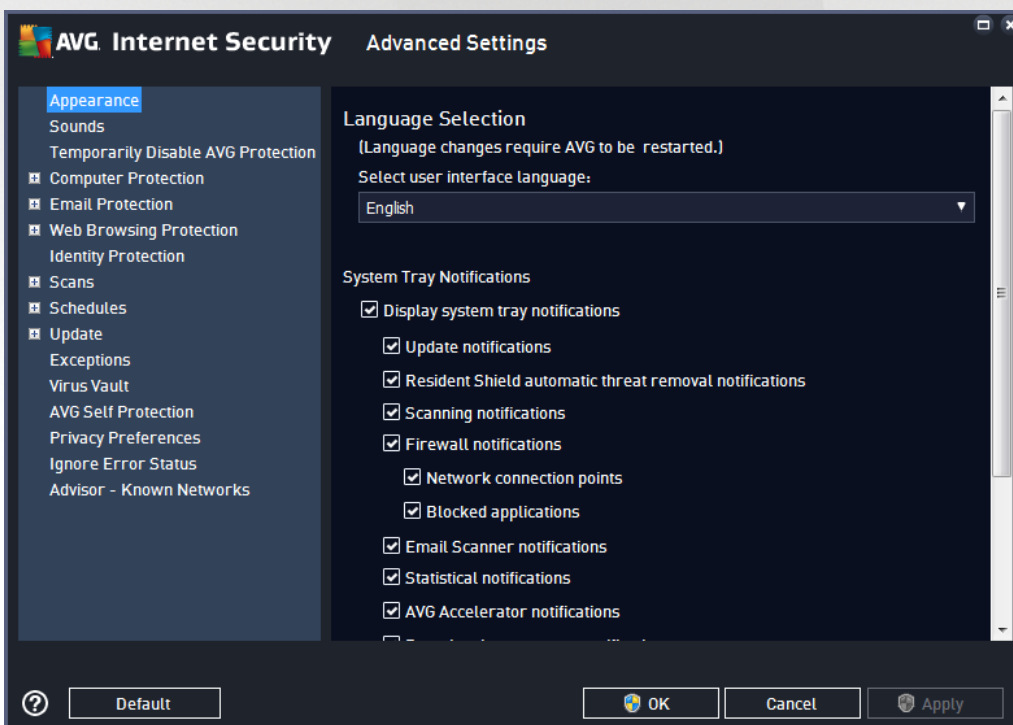 AVG. Internet Security Advanced Settings
Appearance
Sounds
Temporarily Disable AVG Protection
Computer Protection
Email Protection
Web Browsing Protection
Identity Protection
Scans
Schedules
Update
Exceptions
Virus Vault
AVG Self Protection
Privacy Preferences
Ignore Error Status
Advisor - Known Networks
Language Selection
(Language changes require AVG to be restarted.)
Select user interface language:
English
System Tray Notifications
Display system tray notifications
Update notifications
Resident Shield automatic threat removal notifications
Scanning notifications
Firewall notifications
Network connection points
Blocked applications
Email Scanner notifications
Statistical notifications
AVG Accelerator notifications
Default
OK
Cancel
Apply